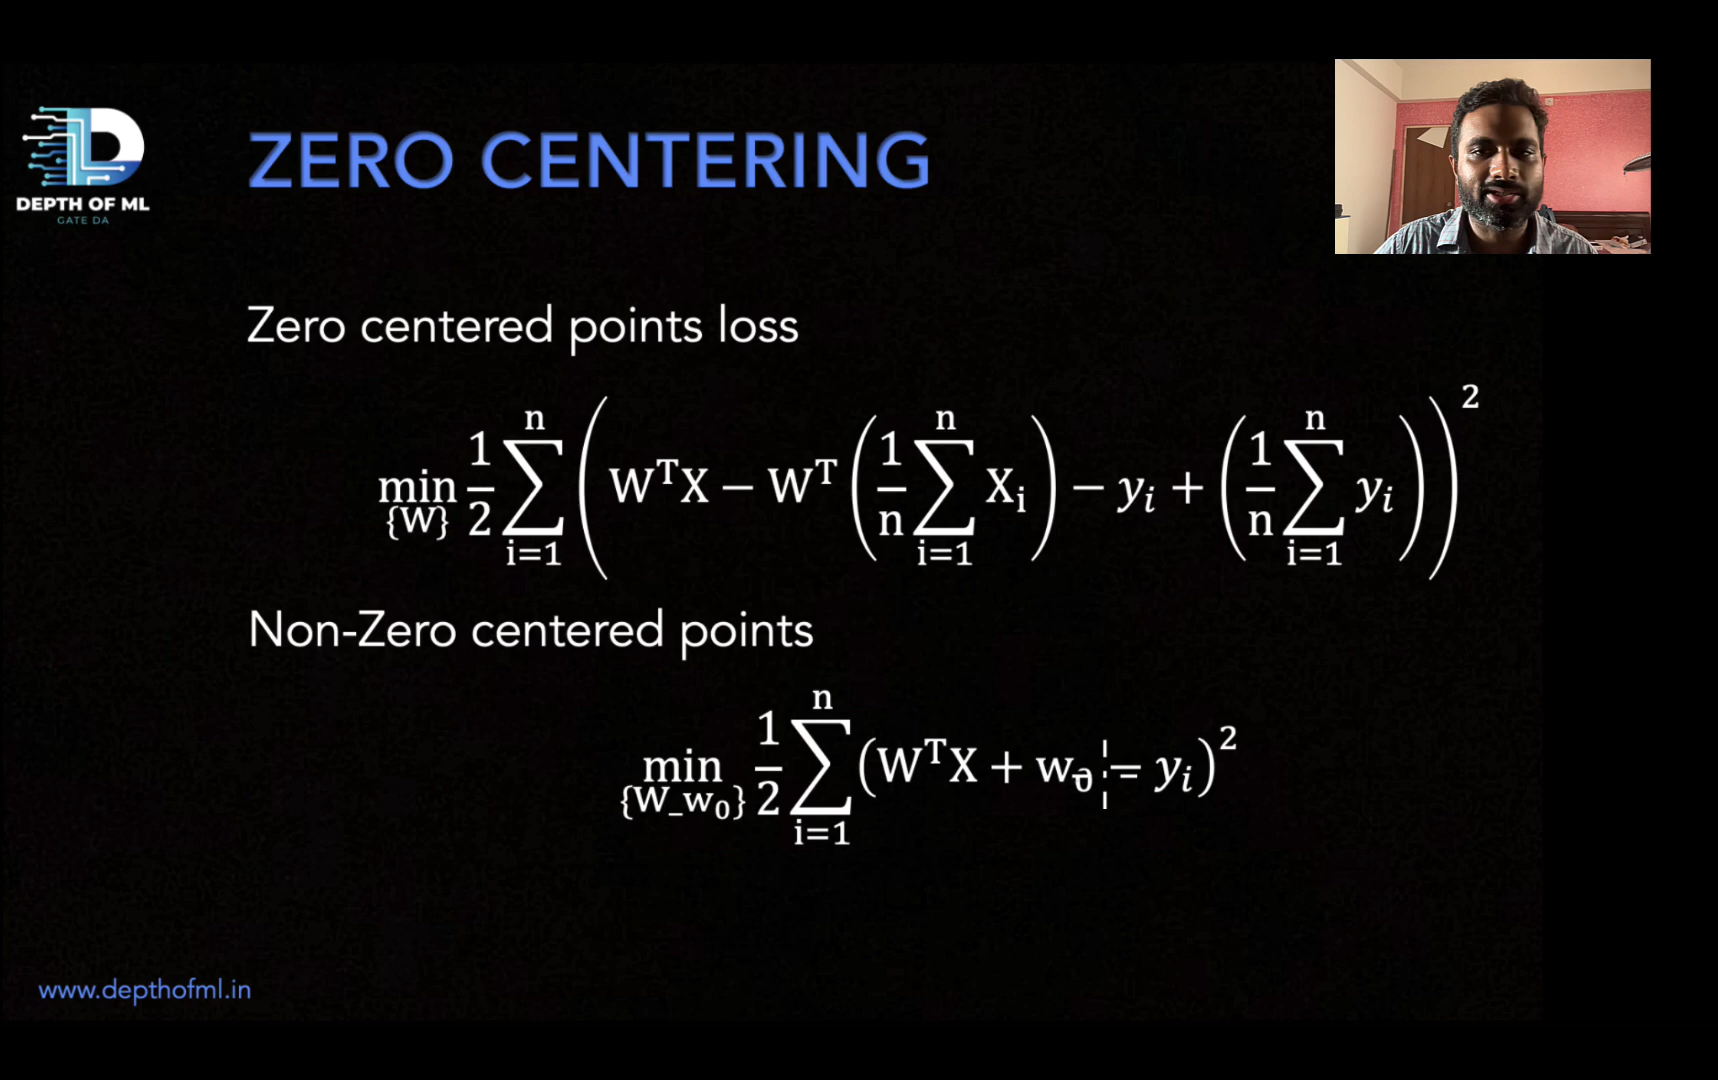 DEPTH OF ML
GATE DA
ZERO CENTERING
Zero centered points loss
min_{W} 1/2 ∑_{i=1}^{n} ( W^T X − W^T ( 1/n ∑_{i=1}^{n} X_i ) − y_i + ( 1/n ∑_{i=1}^{n} y_i ) )^2
Non-Zero centered points
min_{W_w_0} 1/2 ∑_{i=1}^{n} ( W^T X + w_0 − y_i )^2
www.depthofml.in